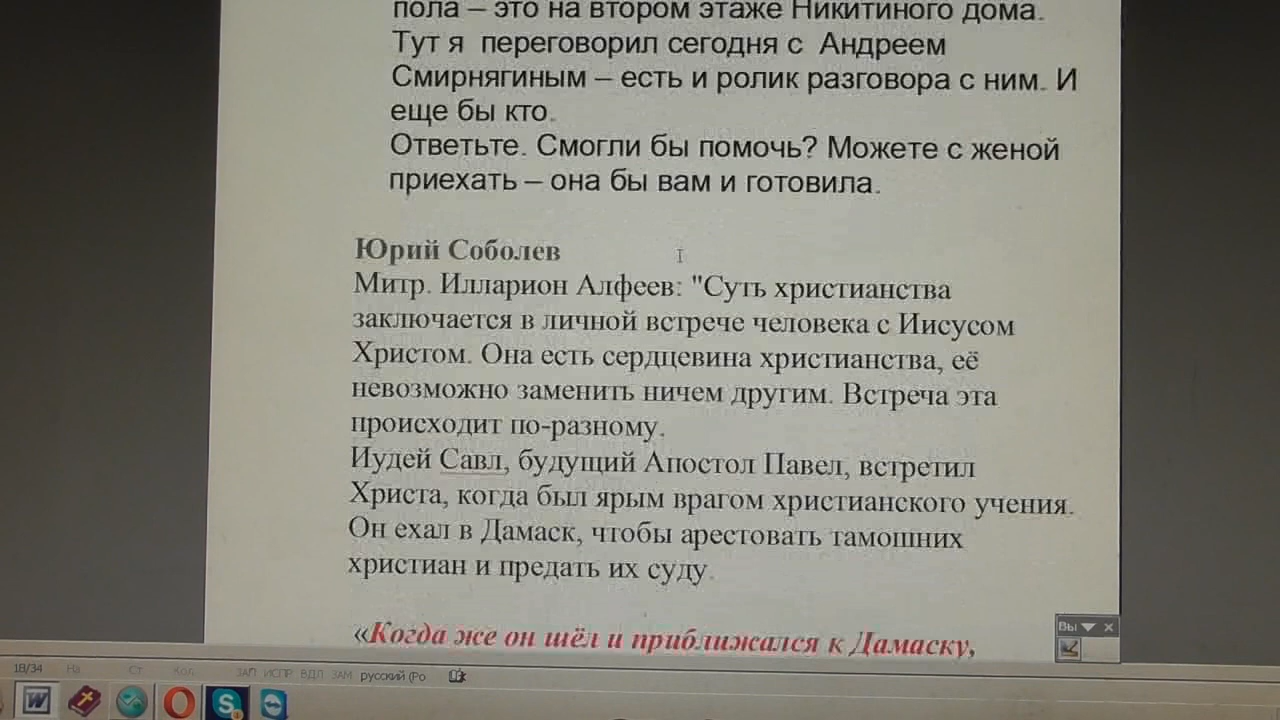 пола – это на втором этаже Никитиного дома.
Тут я переговорил сегодня с Андреем
Смирнягиным – есть и ролик разговора с ним. И
еще бы кто.
Ответьте. Смогли бы помочь? Можете с женой
приехать – она бы вам и готовила.
Юрий Соболев
Митр. Илларион Алфеев: "Суть христианства
заключается в личной встрече человека с Иисусом
Христом. Она есть сердцевина христианства, её
невозможно заменить ничем другим. Встреча эта
происходит по-разному.
Иудей Савл, будущий Апостол Павел, встретил
Христа, когда был ярым врагом христианского учения.
Он ехал в Дамаск, чтобы арестовать тамошних
христиан и предать их суду.
«Когда же он шёл и приближался к Дамаску,
Вы
18/34 На Ст Кол ЗАП ИСПР ВДЛ ЗАМ русский (Ро